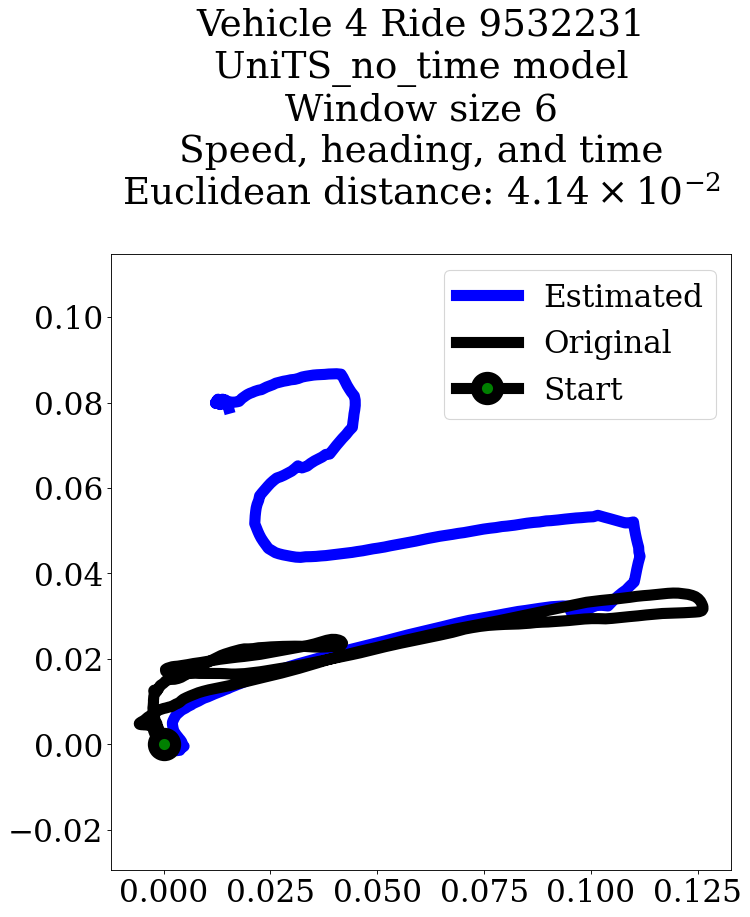 Vehicle 4 Ride 9532231
UniTS_no_time model
Window size 6
Speed, heading, and time
Euclidean distance: 4.14 × 10⁻²
Estimated
Original
Start
0.10
0.08
0.06
0.04
0.02
0.00
−0.02
0.000 0.025 0.050 0.075 0.100 0.125